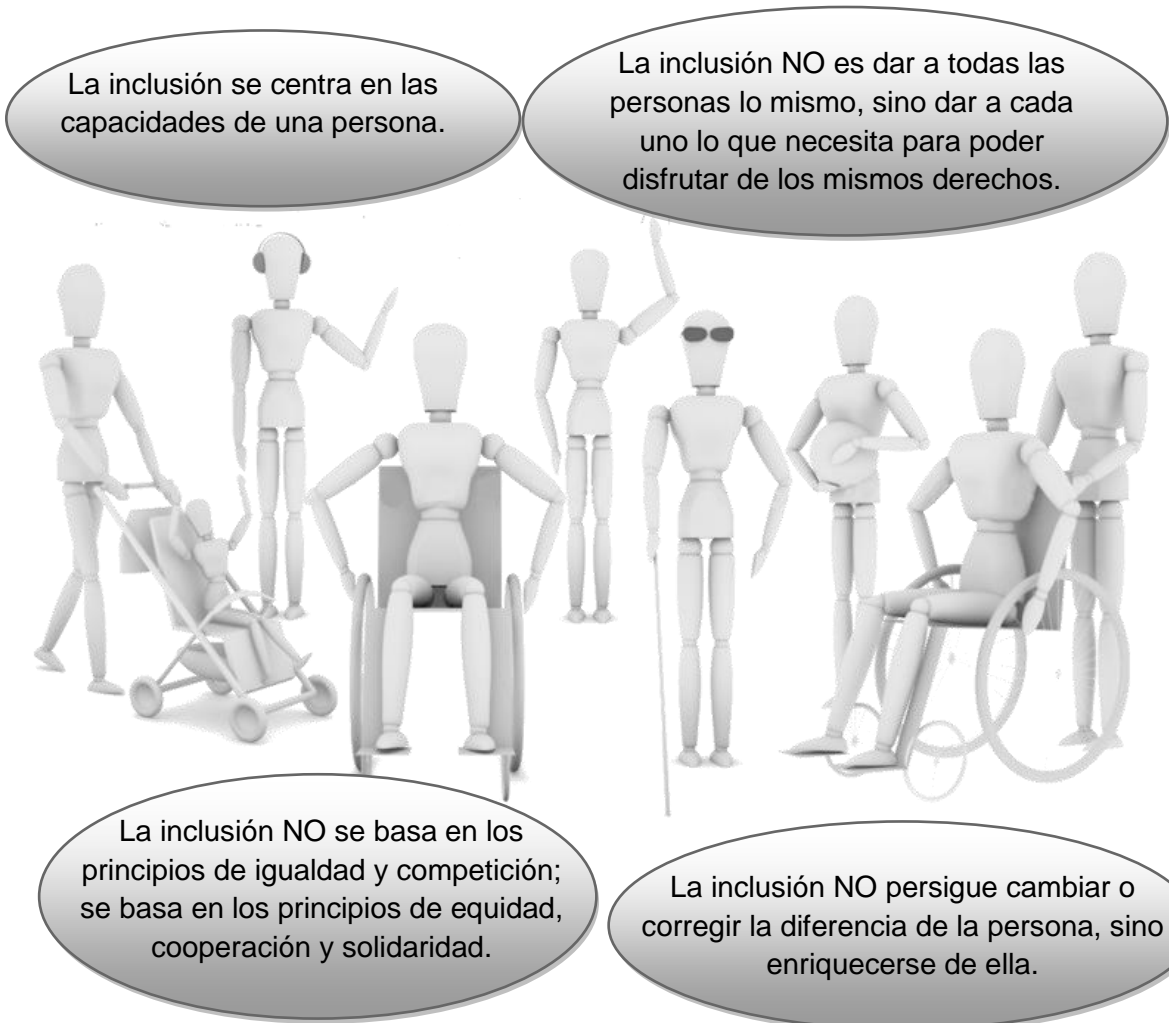 La inclusión se centra en las
capacidades de una persona.
La inclusión NO es dar a todas las
personas lo mismo, sino dar a cada
uno lo que necesita para poder
disfrutar de los mismos derechos.
La inclusión NO se basa en los
principios de igualdad y competición;
se basa en los principios de equidad,
cooperación y solidaridad.
La inclusión NO persigue cambiar o
corregir la diferencia de la persona, sino
enriquecerse de ella.